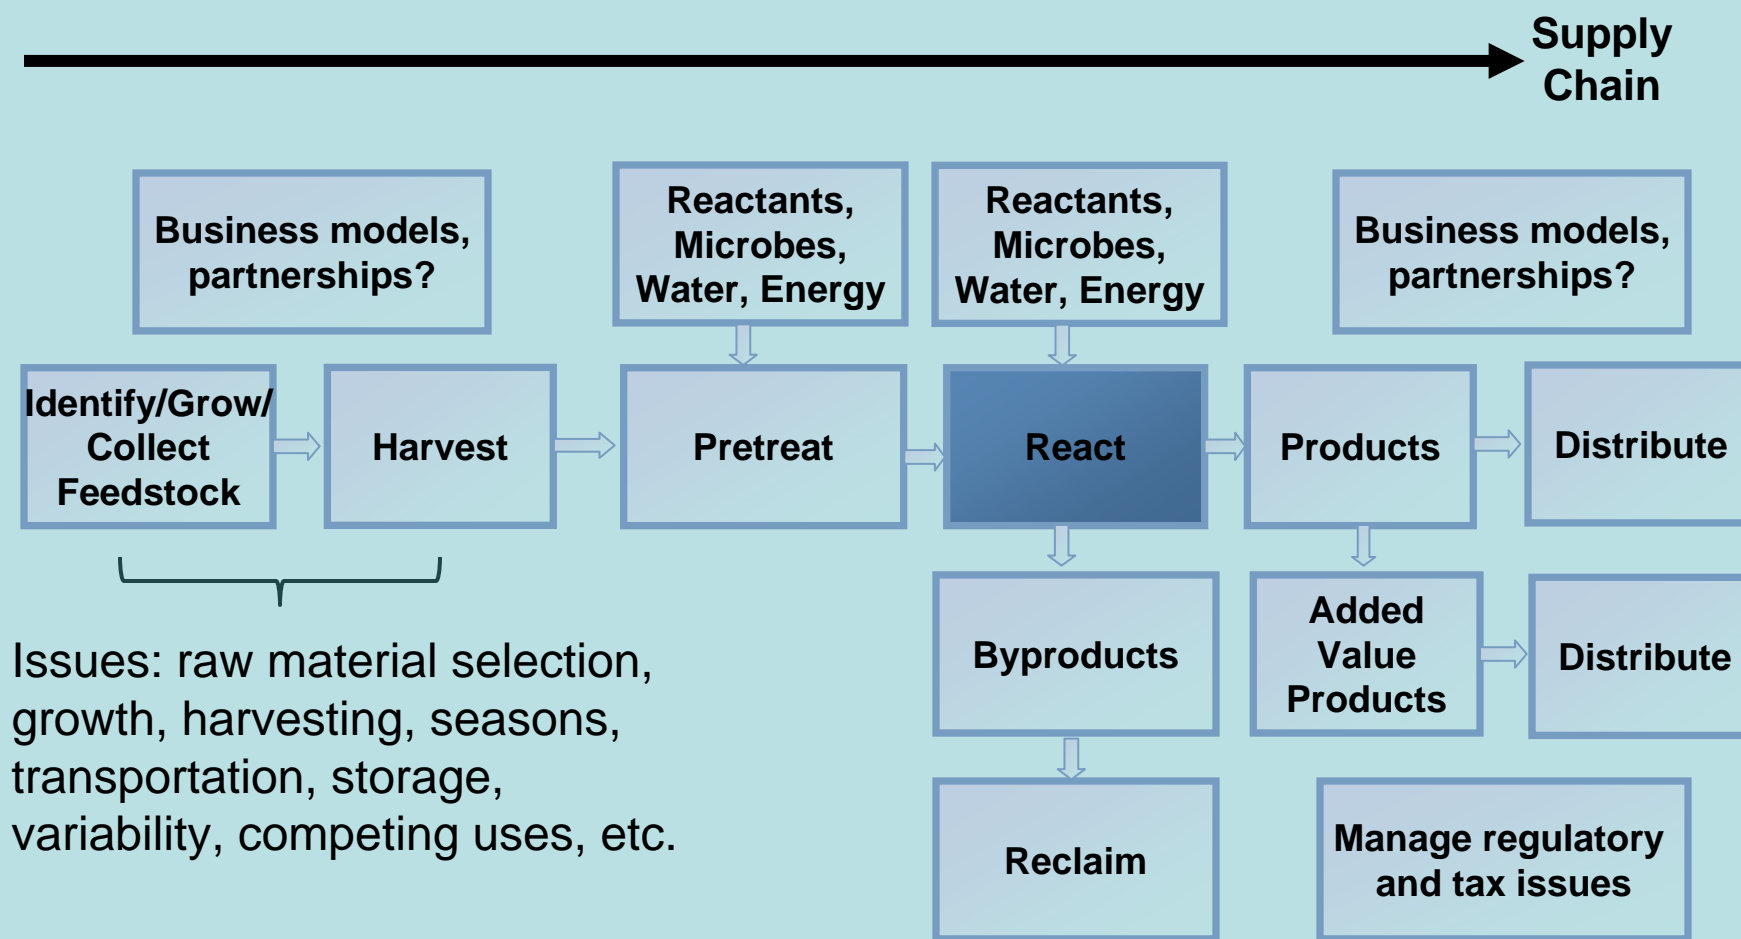 Supply
Chain
Business models,
partnerships?
Reactants,
Microbes,
Water, Energy
Reactants,
Microbes,
Water, Energy
Business models,
partnerships?
Identify/Grow/
Collect
Feedstock
Harvest
Pretreat
React
Products
Distribute
Issues: raw material selection,
growth, harvesting, seasons,
transportation, storage,
variability, competing uses, etc.
Byproducts
Added
Value
Products
Distribute
Reclaim
Manage regulatory
and tax issues